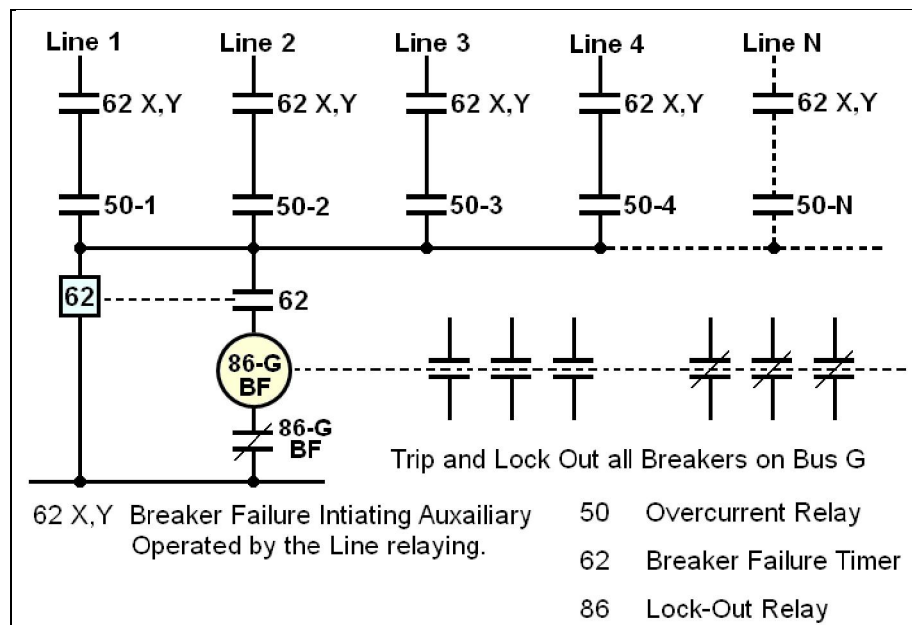 Line 1 Line 2 Line 3 Line 4 Line N
62 X,Y 62 X,Y 62 X,Y 62 X,Y 62 X,Y
50-1 50-2 50-3 50-4 50-N
62 62
86-G
BF
86-G
BF
Trip and Lock Out all Breakers on Bus G
62 X,Y Breaker Failure Intiating Auxailiary
Operated by the Line relaying.
50 Overcurrent Relay
62 Breaker Failure Timer
86 Lock-Out Relay